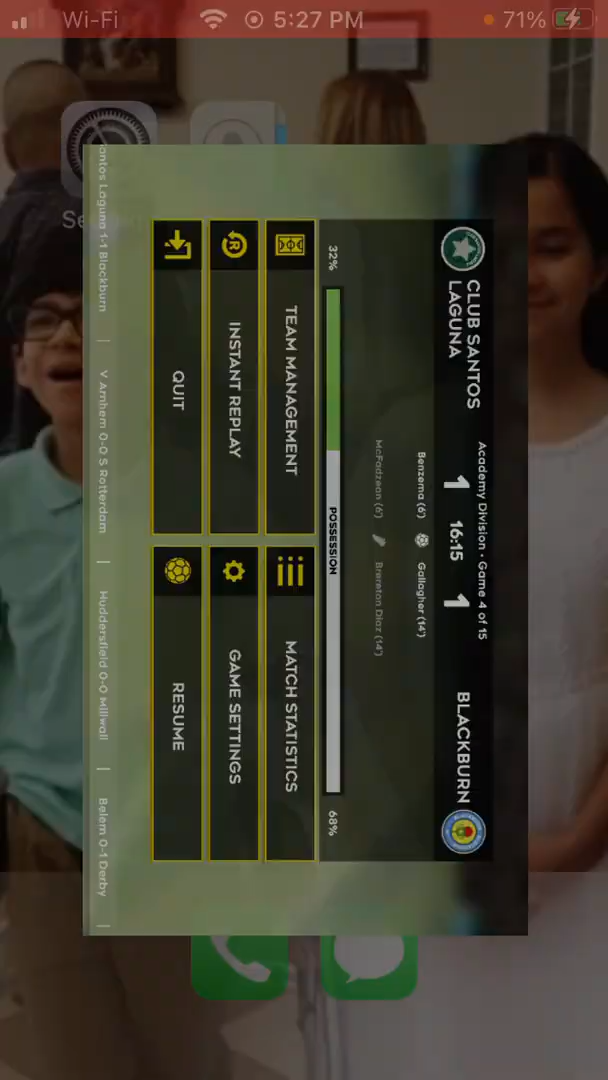 Wi-Fi
5:27 PM
71%
Se
CLUB SANTOS
LAGUNA
Academy Division • Game 4 of 15
1
16:15
1
BLACKBURN
Benzema (6')
Gallagher (14')
McFadzean (6')
Brereton Diaz (14')
32%
POSSESSION
68%
TEAM MANAGEMENT
MATCH STATISTICS
INSTANT REPLAY
GAME SETTINGS
QUIT
RESUME
antos Laguna 1-1 Blackburn | V Arnhem 0-0 S Rotterdam | Huddersfield 0-0 Millwall | Belem 0-1 Derby |